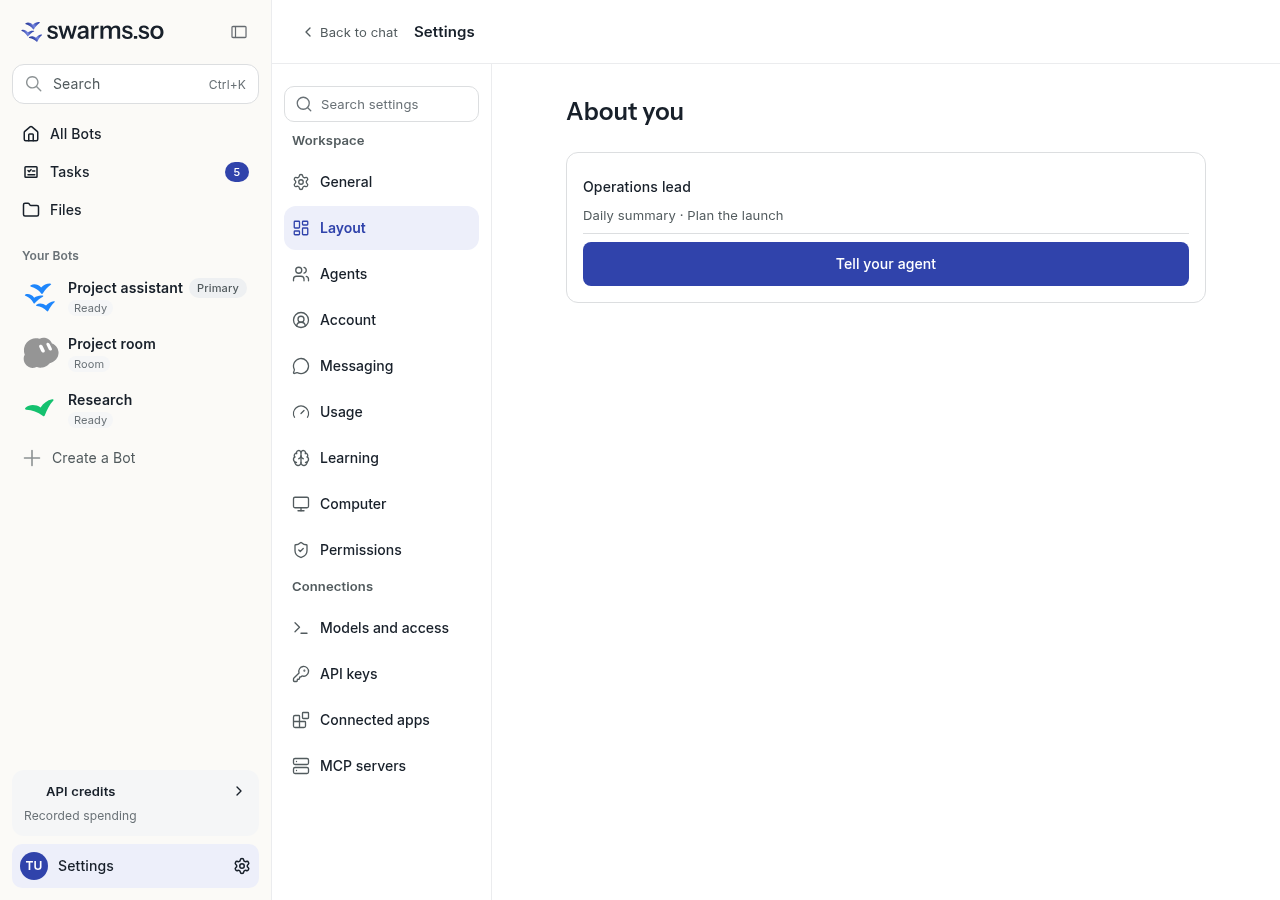 swarms.so
Search Ctrl+K
All Bots
Tasks 5
Files
Your Bots
Project assistant Primary
Ready
Project room
Room
Research
Ready
Create a Bot
API credits
Recorded spending
TU Settings
Back to chat Settings
Search settings
Workspace
General
Layout
Agents
Account
Messaging
Usage
Learning
Computer
Permissions
Connections
Models and access
API keys
Connected apps
MCP servers
About you
Operations lead
Daily summary · Plan the launch
Tell your agent